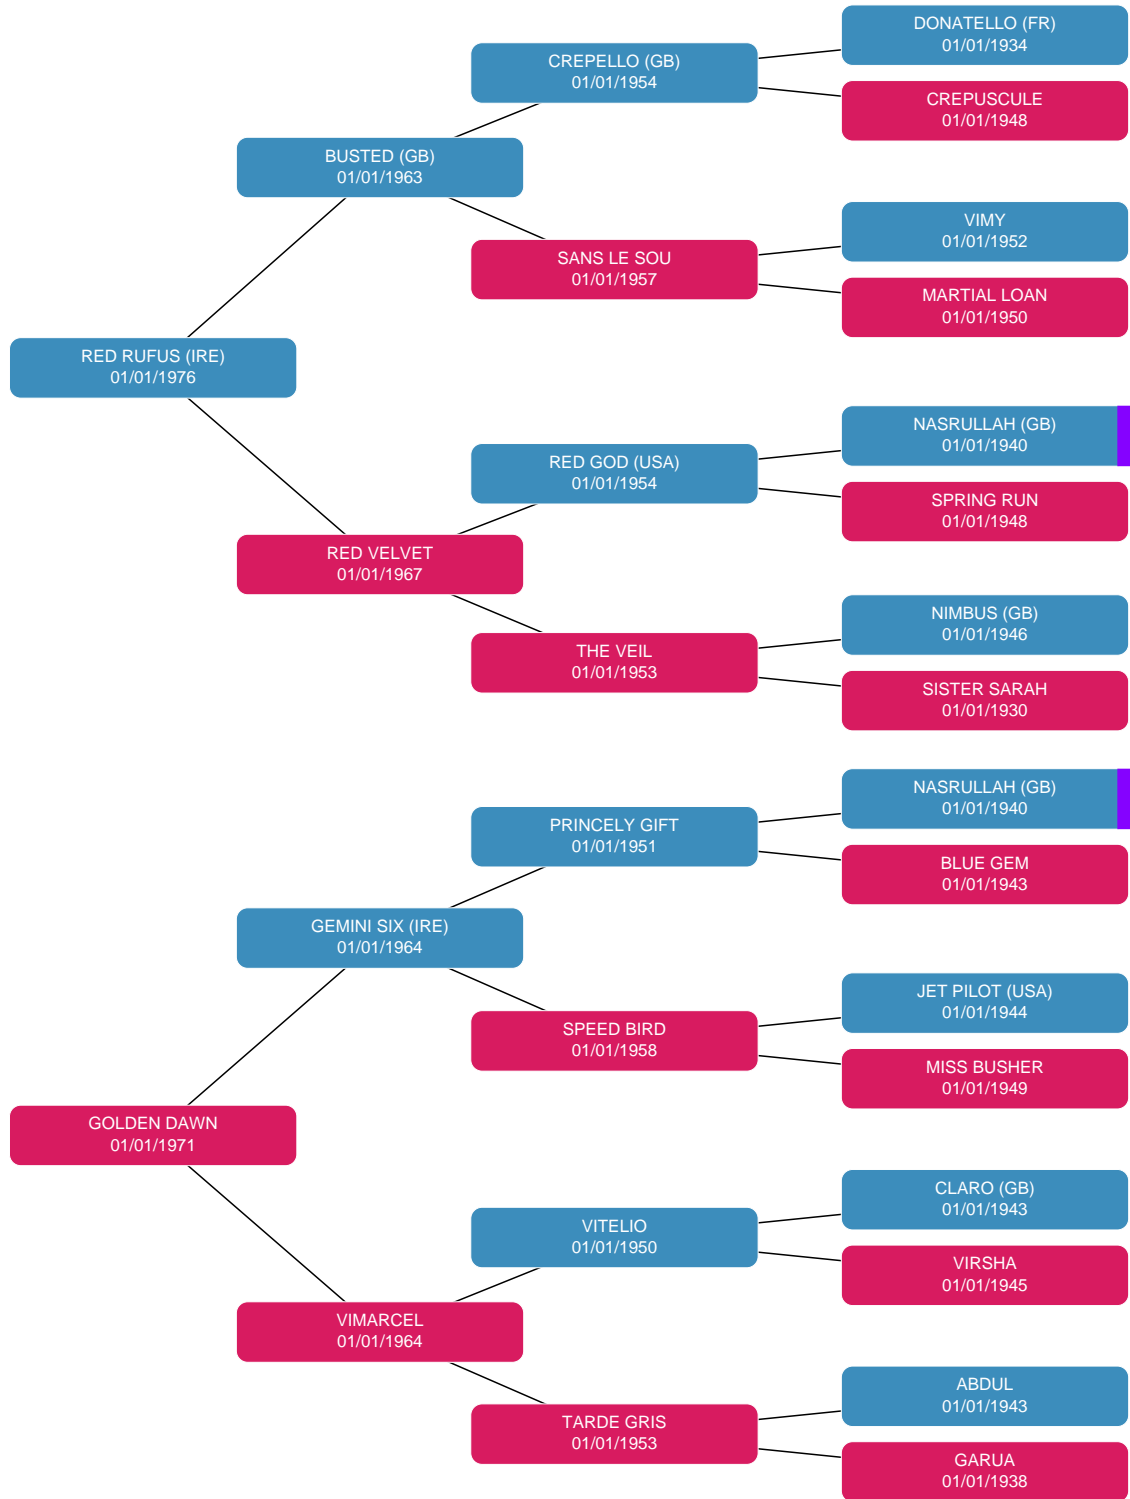 DONATELLO (FR)
01/01/1934
CREPELLO (GB)
01/01/1954
CREPUSCULE
01/01/1948
BUSTED (GB)
01/01/1963
VIMY
01/01/1952
SANS LE SOU
01/01/1957
MARTIAL LOAN
01/01/1950
RED RUFUS (IRE)
01/01/1976
NASRULLAH (GB)
01/01/1940
RED GOD (USA)
01/01/1954
SPRING RUN
01/01/1948
RED VELVET
01/01/1967
NIMBUS (GB)
01/01/1946
THE VEIL
01/01/1953
SISTER SARAH
01/01/1930
NASRULLAH (GB)
01/01/1940
PRINCELY GIFT
01/01/1951
BLUE GEM
01/01/1943
GEMINI SIX (IRE)
01/01/1964
JET PILOT (USA)
01/01/1944
SPEED BIRD
01/01/1958
MISS BUSHER
01/01/1949
GOLDEN DAWN
01/01/1971
CLARO (GB)
01/01/1943
VITELIO
01/01/1950
VIRSHA
01/01/1945
VIMARCEL
01/01/1964
ABDUL
01/01/1943
TARDE GRIS
01/01/1953
GARUA
01/01/1938